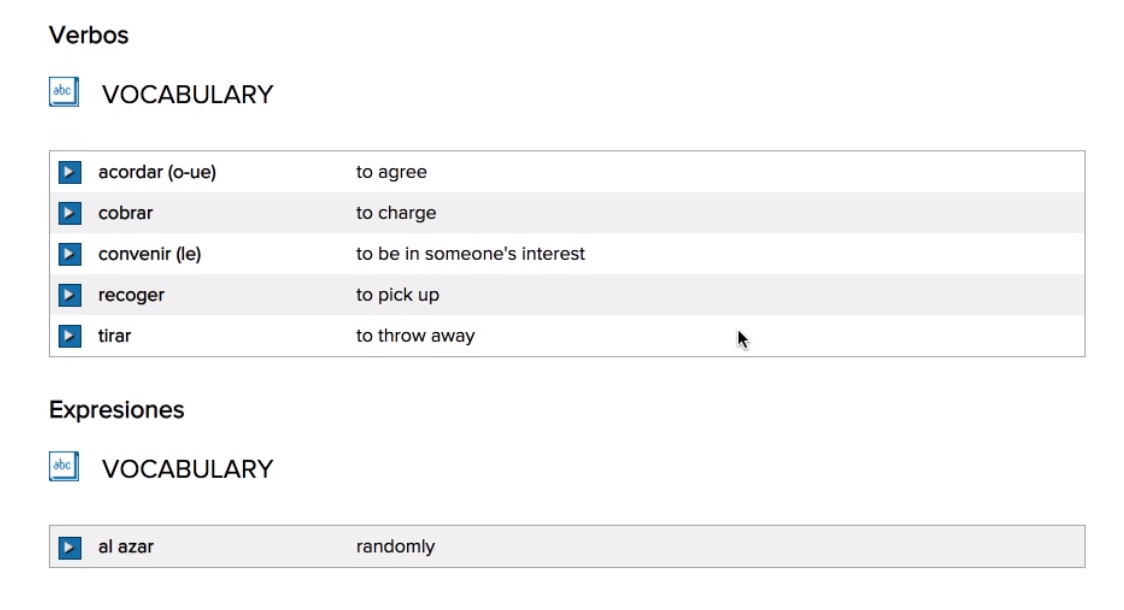 Verbos
abc VOCABULARY
acordar (o-ue) to agree
cobrar to charge
convenir (le) to be in someone's interest
recoger to pick up
tirar to throw away
Expresiones
abc VOCABULARY
al azar randomly